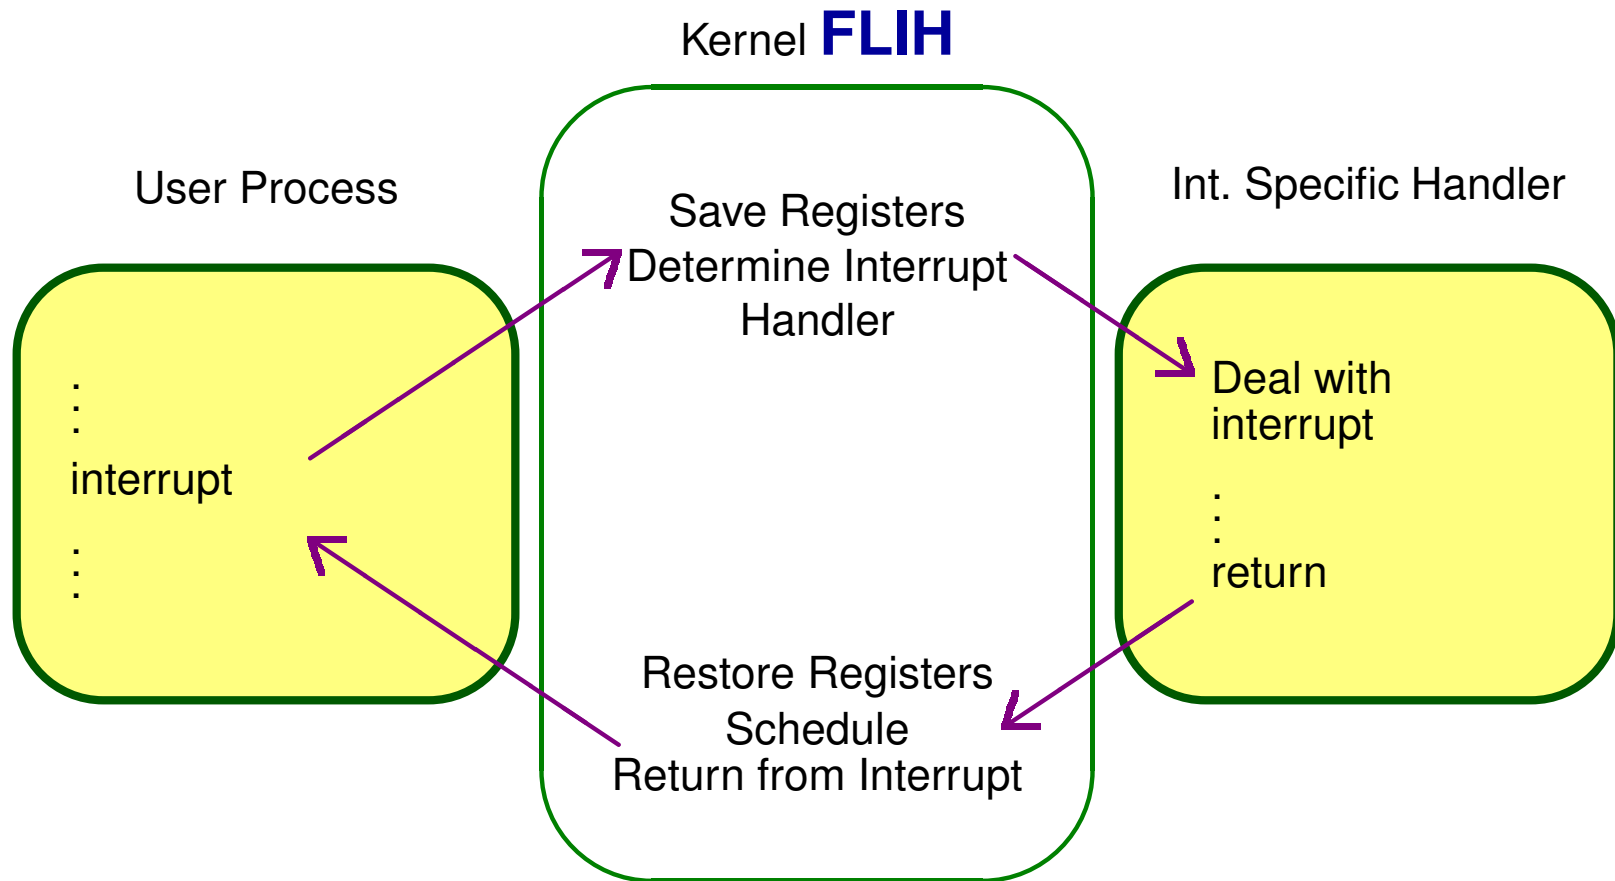 Kernel FLIH
User Process
.
.
.
interrupt
.
.
.
Save Registers
Determine Interrupt
Handler
Restore Registers
Schedule
Return from Interrupt
Int. Specific Handler
Deal with
interrupt
.
.
.
return